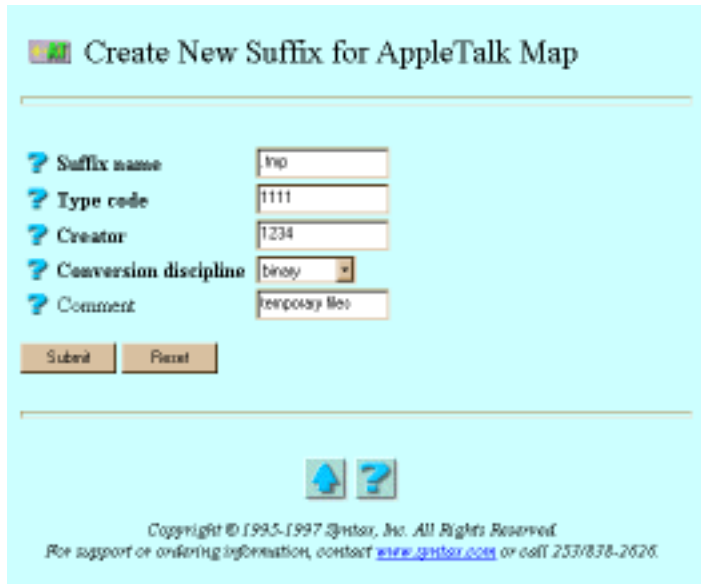 AT Create New Suffix for AppleTalk Map
? Suffix name .tmp
? Type code 1111
? Creator 1234
? Conversion discipline binary
? Comment temporary files
Submit Reset
?
Copyright © 1995-1997 Syntax, Inc. All Rights Reserved.
For support or ordering information, contact www.syntax.com or call 253/838-2626.